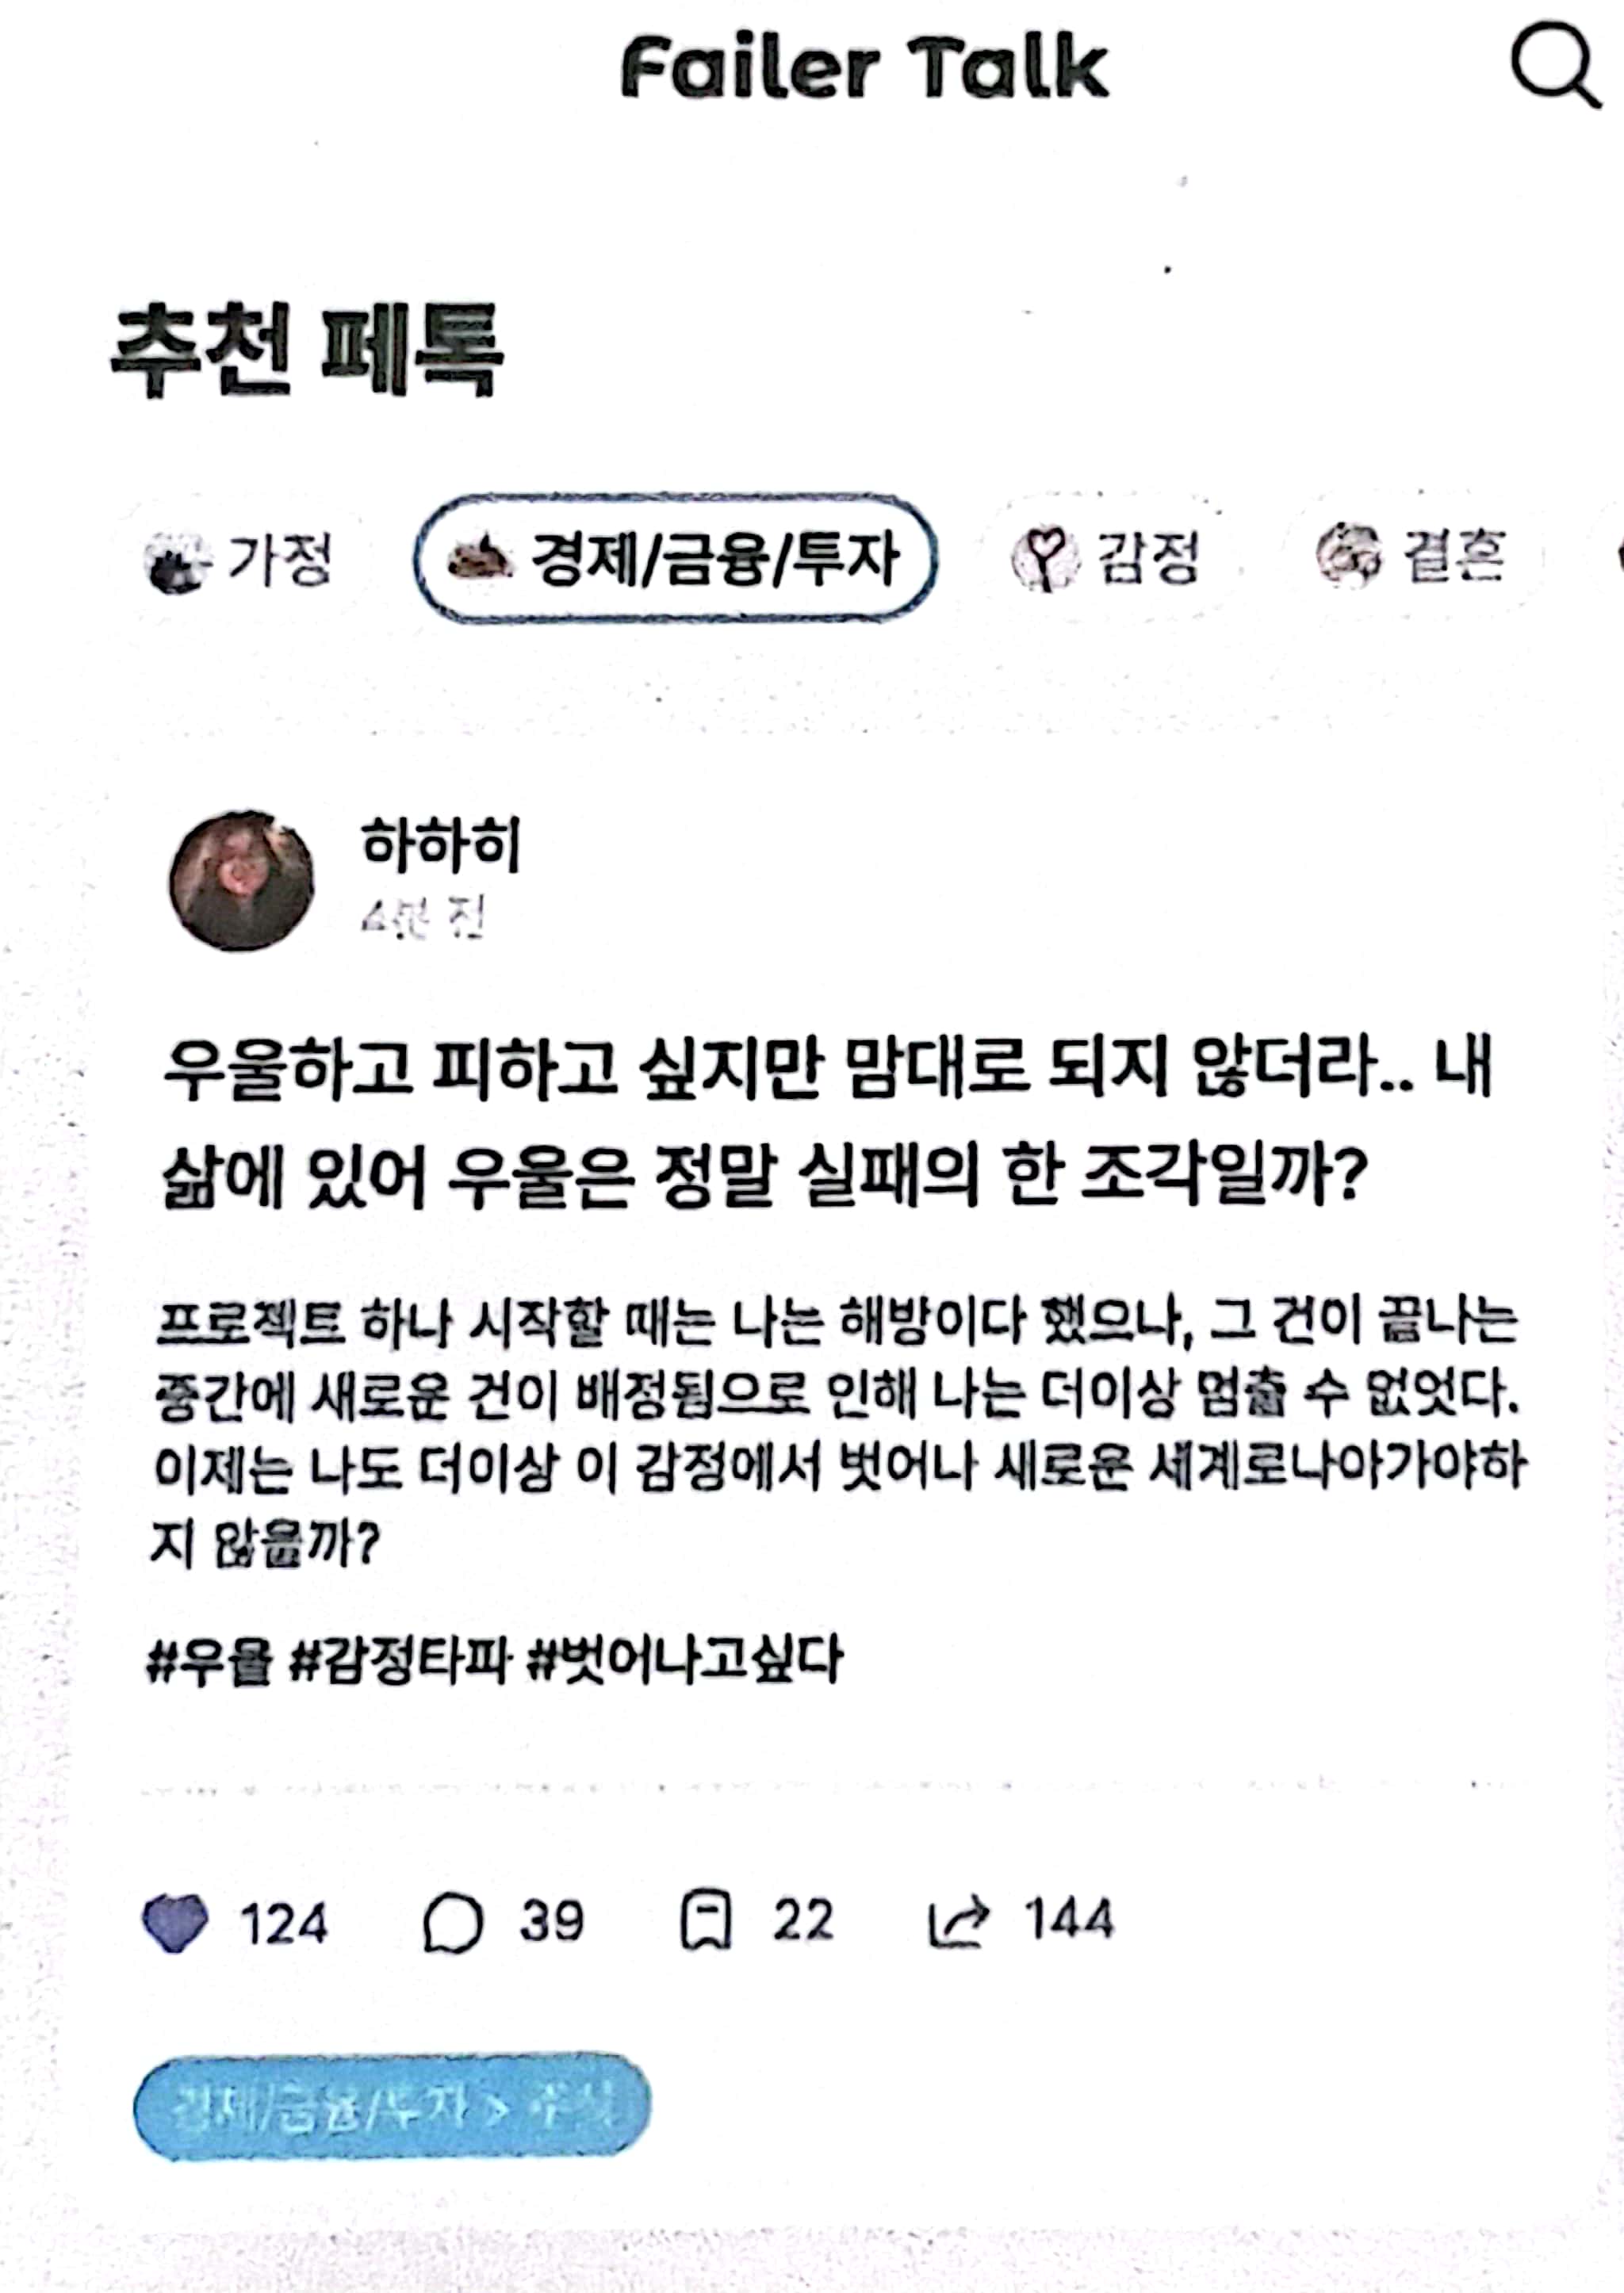 Failer Talk
추천 페톡
가정 경제/금융/투자 감정 결혼
하하히
4분 전
우울하고 피하고 싶지만 맘대로 되지 않더라.. 내
삶에 있어 우울은 정말 실패의 한 조각일까?
프로젝트 하나 시작할 때는 나는 해방이다 했으나, 그 건이 끝나는
중간에 새로운 건이 배정됨으로 인해 나는 더이상 멈출 수 없엇다.
이제는 나도 더이상 이 감정에서 벗어나 새로운 세계로나아가야하
지 않을까?
#우울 #감정타파 #벗어나고싶다
124 39 22 144
경제/금융/투자 > 주식